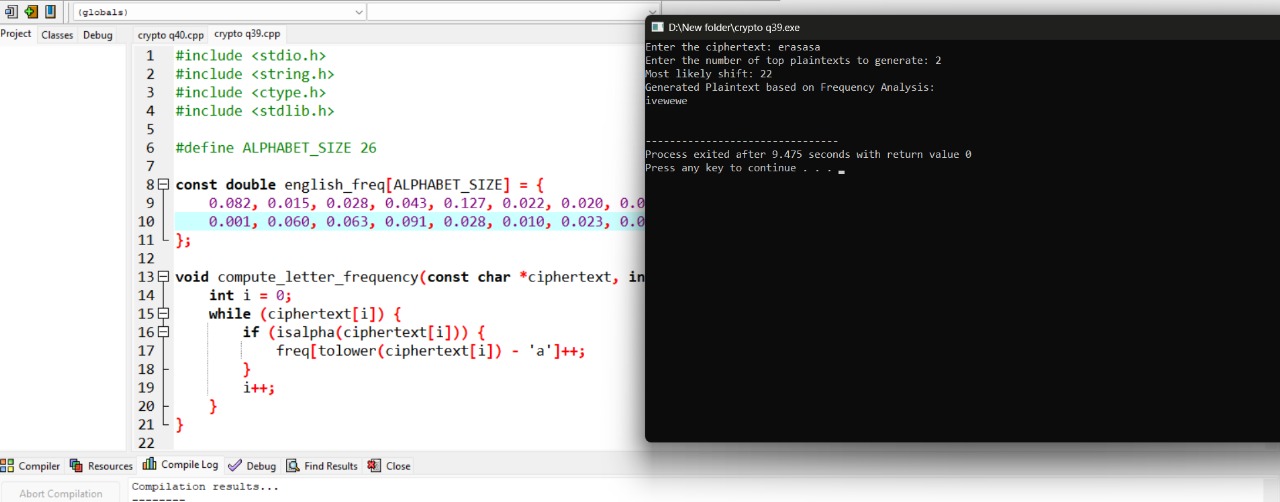 (globals)
Project Classes Debug
crypto q40.cpp crypto q39.cpp
1 #include <stdio.h>
2 #include <string.h>
3 #include <ctype.h>
4 #include <stdlib.h>
5
6 #define ALPHABET_SIZE 26
7
8 const double english_freq[ALPHABET_SIZE] = {
9 0.082, 0.015, 0.028, 0.043, 0.127, 0.022, 0.020, 0.0
10 0.001, 0.060, 0.063, 0.091, 0.028, 0.010, 0.023, 0.0
11 };
12
13 void compute_letter_frequency(const char *ciphertext, in
14 int i = 0;
15 while (ciphertext[i]) {
16 if (isalpha(ciphertext[i])) {
17 freq[tolower(ciphertext[i]) - 'a']++;
18 }
19 i++;
20 }
21 }
22
D:\New folder\crypto q39.exe
Enter the ciphertext: erasasa
Enter the number of top plaintexts to generate: 2
Most likely shift: 22
Generated Plaintext based on Frequency Analysis:
ivewewe
--------------------------------
Process exited after 9.475 seconds with return value 0
Press any key to continue . . .
Compiler Resources Compile Log Debug Find Results Close
Abort Compilation
Compilation results...
--------